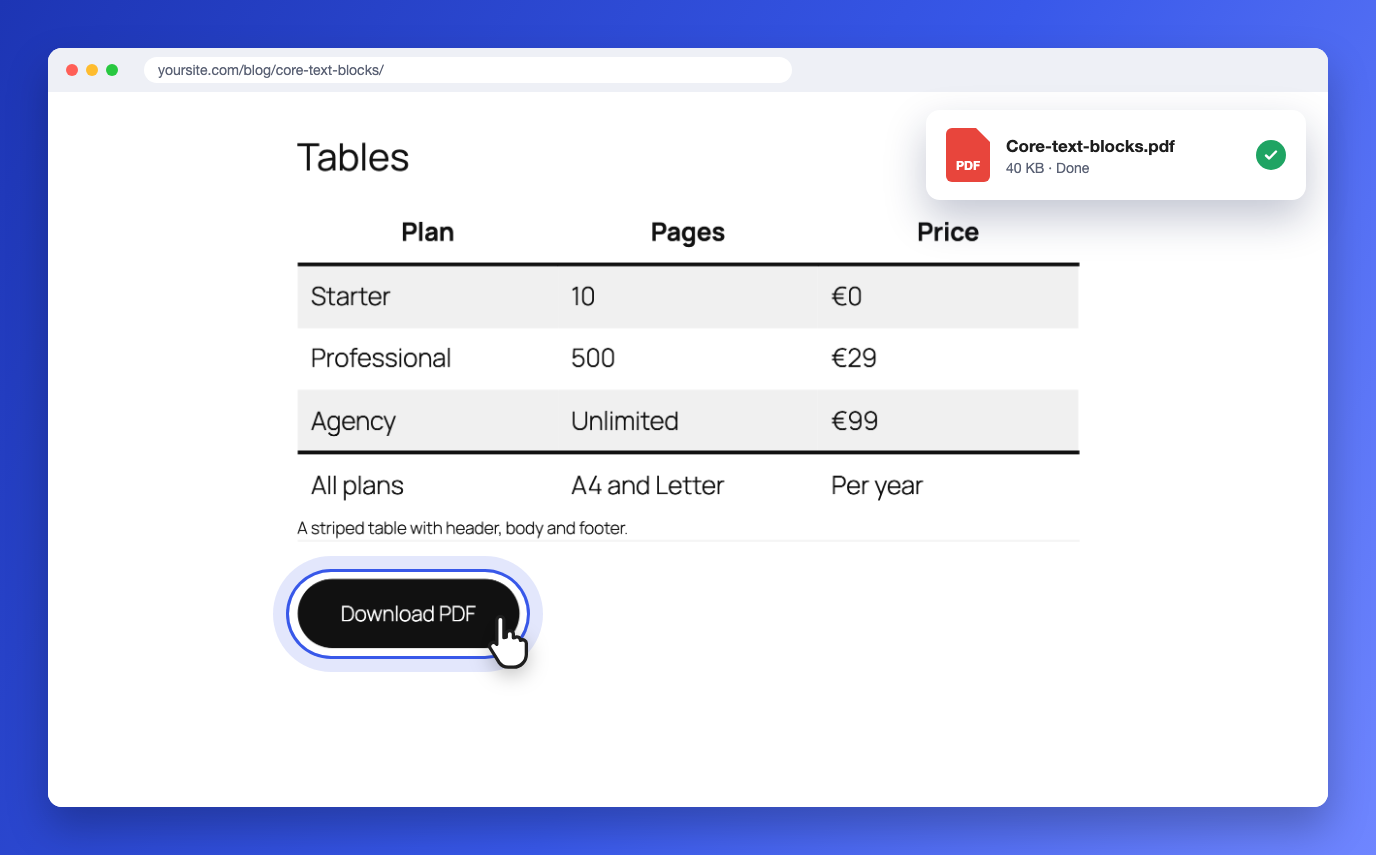 yoursite.com/blog/core-text-blocks/
PDF
Core-text-blocks.pdf
40 KB · Done
Tables
Plan Pages Price
Starter 10 €0
Professional 500 €29
Agency Unlimited €99
All plans A4 and Letter Per year
A striped table with header, body and footer.
Download PDF